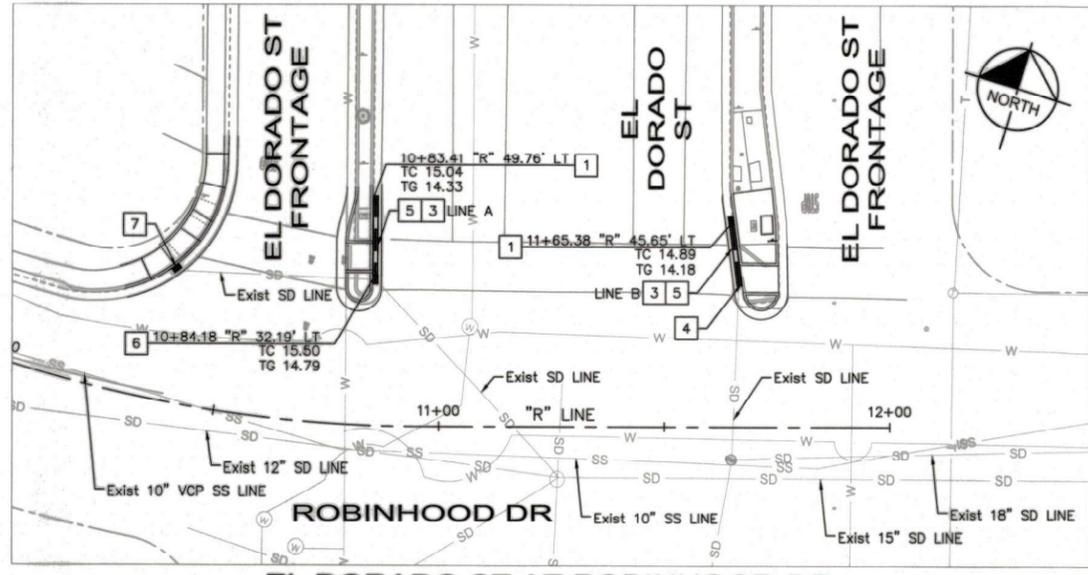 EL DORADO ST
FRONTAGE
EL
DORADO
ST
EL DORADO ST
FRONTAGE
NORTH
10+83.41 "R" 49.76' LT
1
TC 15.04
TG 14.33
5 3 LINE A
7
1
11+65.38 "R" 45.65' LT
TC 14.89
TG 14.18
LINE B 3 5
4
SD
Exist SD LINE
6
10+84.18 "R" 32.19' LT
TC 15.50
TG 14.79
Exist SD LINE
Exist SD LINE
11+00
"R" LINE
12+00
Exist 12" SD LINE
Exist 10" VCP SS LINE
ROBINHOOD DR
Exist 10" SS LINE
Exist 18" SD LINE
Exist 15" SD LINE